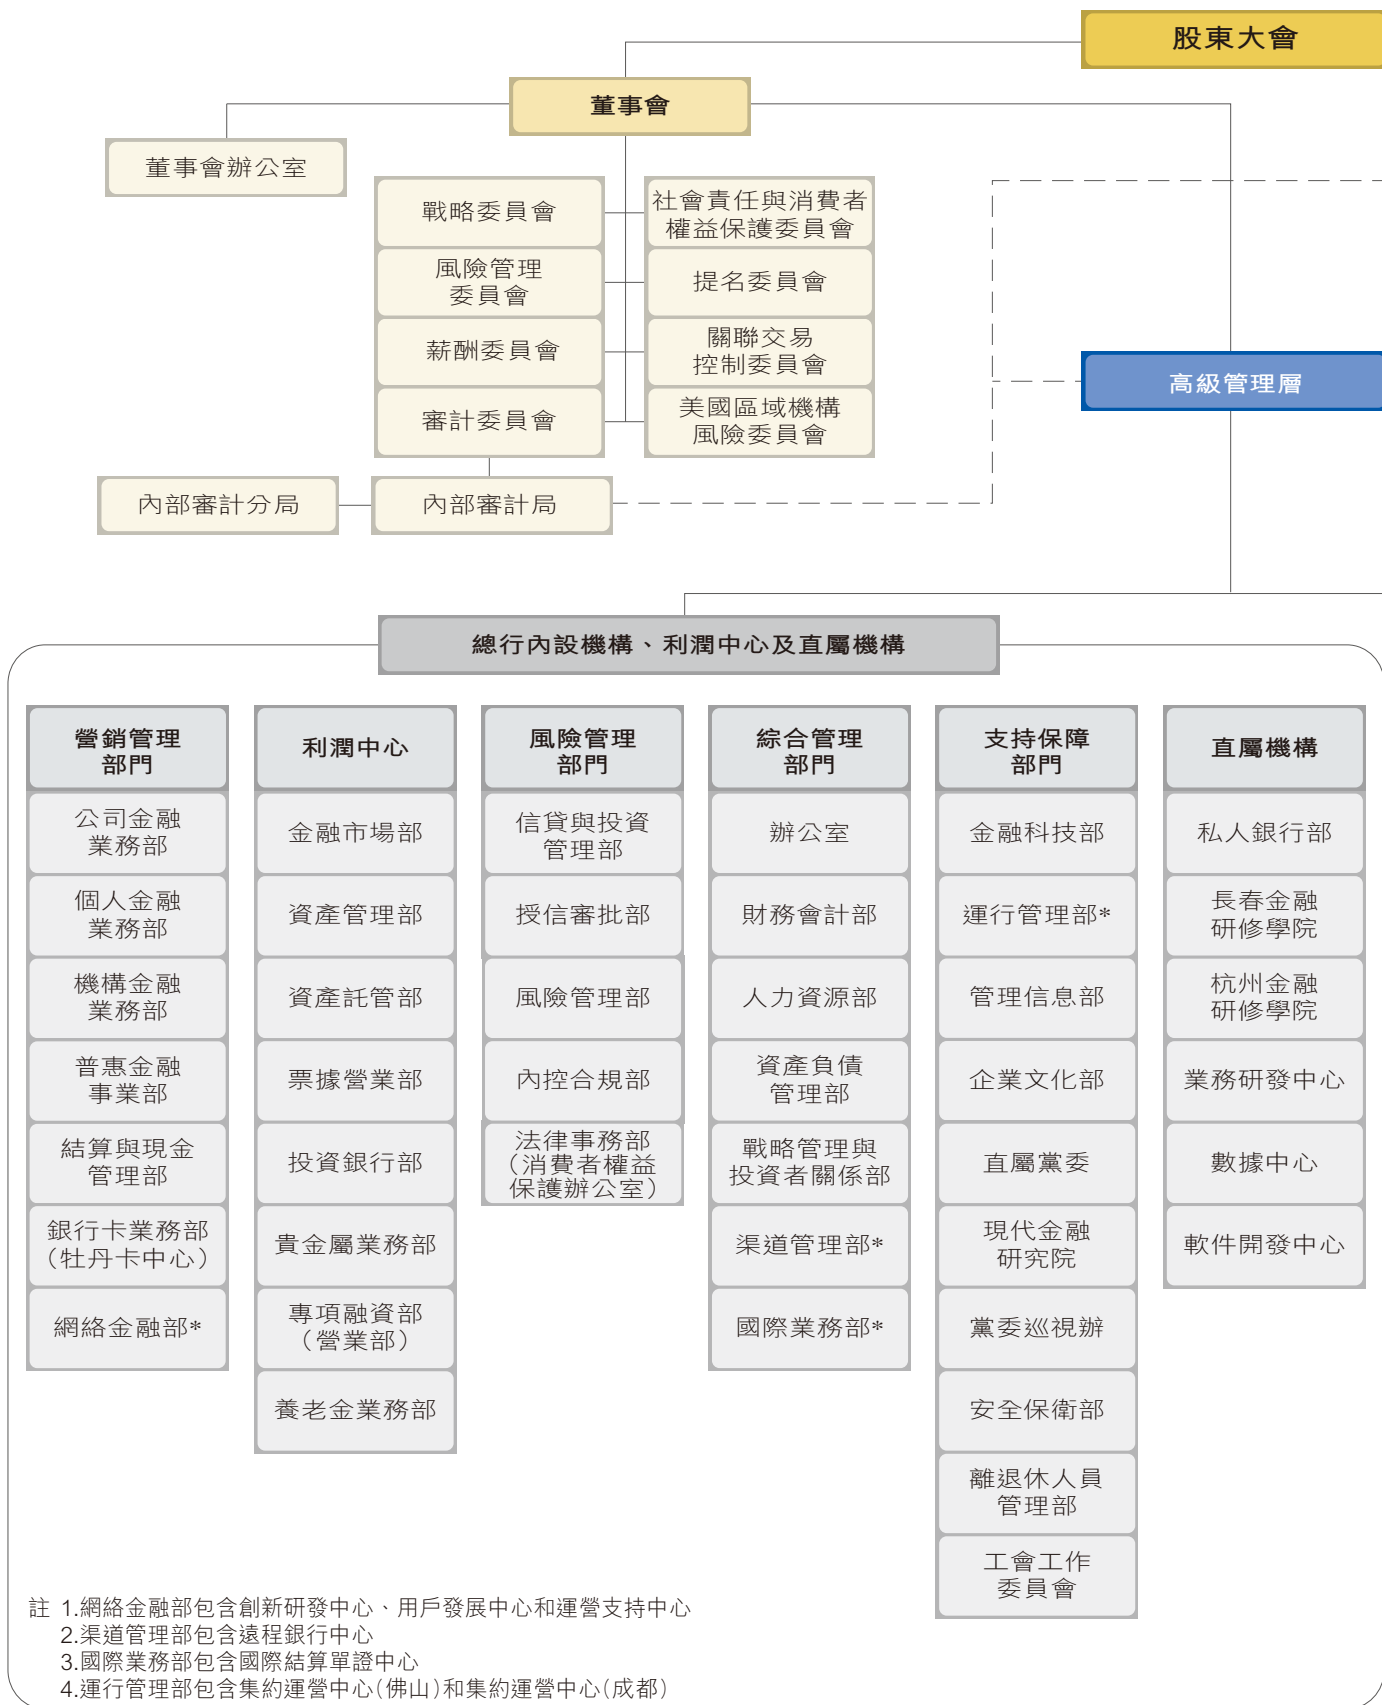 股東大會
董事會
董事會辦公室
戰略委員會
社會責任與消費者
權益保護委員會
風險管理
委員會
提名委員會
薪酬委員會
關聯交易
控制委員會
高級管理層
審計委員會
美國區域機構
風險委員會
內部審計分局
內部審計局
總行內設機構、利潤中心及直屬機構
營銷管理
部門
公司金融
業務部
個人金融
業務部
機構金融
業務部
普惠金融
事業部
結算與現金
管理部
銀行卡業務部
（牡丹卡中心）
網絡金融部*
利潤中心
金融市場部
資產管理部
資產託管部
票據營業部
投資銀行部
貴金屬業務部
專項融資部
（營業部）
養老金業務部
風險管理
部門
信貸與投資
管理部
授信審批部
風險管理部
內控合規部
法律事務部
（消費者權益
保護辦公室）
綜合管理
部門
辦公室
財務會計部
人力資源部
資產負債
管理部
戰略管理與
投資者關係部
渠道管理部*
國際業務部*
支持保障
部門
金融科技部
運行管理部*
管理信息部
企業文化部
直屬黨委
現代金融
研究院
黨委巡視辦
安全保衛部
離退休人員
管理部
工會工作
委員會
直屬機構
私人銀行部
長春金融
研修學院
杭州金融
研修學院
業務研發中心
數據中心
軟件開發中心
註 1.網絡金融部包含創新研發中心、用戶發展中心和運營支持中心
2.渠道管理部包含遠程銀行中心
3.國際業務部包含國際結算單證中心
4.運行管理部包含集約運營中心（佛山）和集約運營中心（成都）